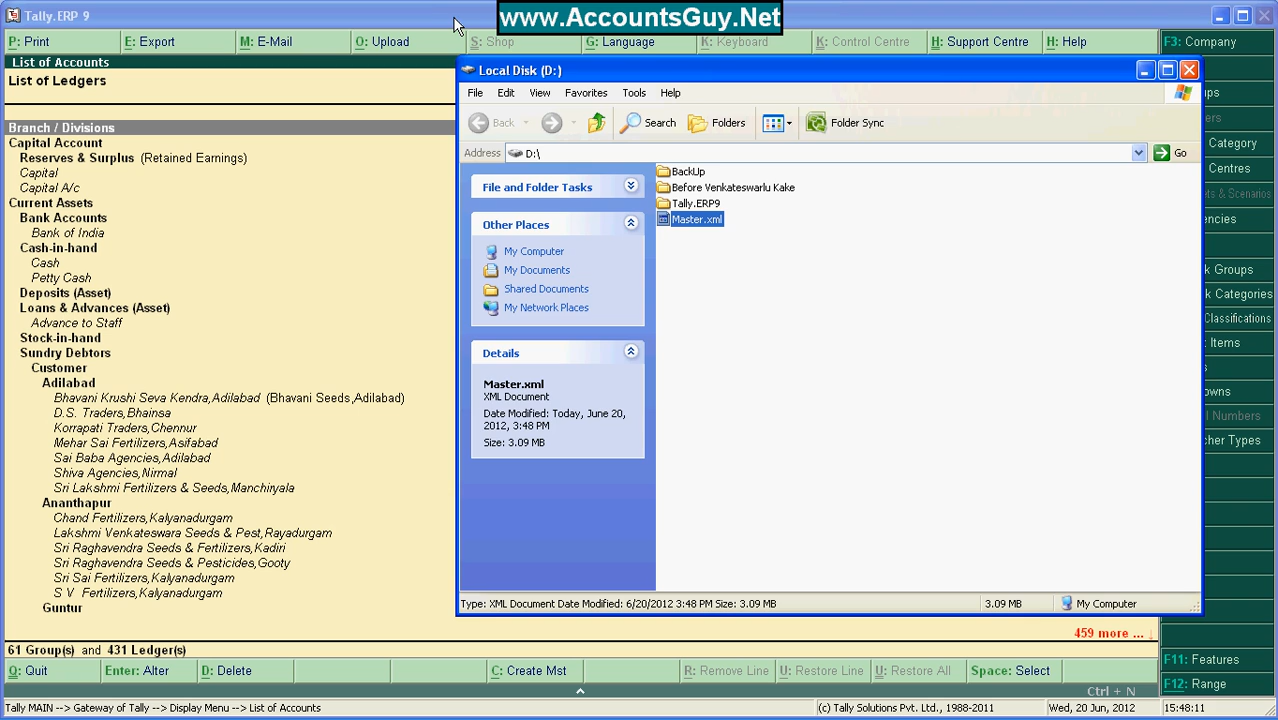 Tally.ERP 9
www.AccountsGuy.Net
P: Print
E: Export
M: E-Mail
O: Upload
S: Shop
G: Language
K: Keyboard
K: Control Centre
H: Support Centre
H: Help
F3: Company
List of Accounts
List of Ledgers
Branch / Divisions
Capital Account
Reserves & Surplus (Retained Earnings)
Capital
Capital A/c
Current Assets
Bank Accounts
Bank of India
Cash-in-hand
Cash
Petty Cash
Deposits (Asset)
Loans & Advances (Asset)
Advance to Staff
Stock-in-hand
Sundry Debtors
Customer
Adilabad
Bhavani Krushi Seva Kendra,Adilabad (Bhavani Seeds,Adilabad)
D.S. Traders,Bhainsa
Korrapati Traders,Chennur
Mehar Sai Fertilizers,Asifabad
Sai Baba Agencies,Adilabad
Shiva Agencies,Nirmal
Sri Lakshmi Fertilizers & Seeds,Manchiryala
Ananthapur
Chand Fertilizers,Kalyanadurgam
Lakshmi Venkateswara Seeds & Pest,Rayadurgam
Sri Raghavendra Seeds & Fertilizers,Kadiri
Sri Raghavendra Seeds & Pesticides,Gooty
Sri Sai Fertilizers,Kalyanadurgam
S V Fertilizers,Kalyanadurgam
Guntur
Local Disk (D:)
File
Edit
View
Favorites
Tools
Help
Back
Search
Folders
Folder Sync
Address
D:\
Go
File and Folder Tasks
Other Places
My Computer
My Documents
Shared Documents
My Network Places
Details
Master.xml
XML Document
Date Modified: Today, June 20,
2012, 3:48 PM
Size: 3.09 MB
BackUp
Before Venkateswarlu Kake
Tally.ERP9
Master.xml
Type: XML Document Date Modified: 6/20/2012 3:48 PM Size: 3.09 MB
3.09 MB
My Computer
ups
ers
Category
Centres
ts & Scenarios
encies
k Groups
k Categories
Classifications
t Items
s
owns
l Numbers
cher Types
459 more ... ↓
61 Group(s) and 431 Ledger(s)
Q: Quit
Enter: Alter
D: Delete
C: Create Mst
R: Remove Line
U: Restore Line
U: Restore All
Space: Select
F11: Features
F12: Range
Ctrl + N
Tally MAIN --> Gateway of Tally --> Display Menu --> List of Accounts
(c) Tally Solutions Pvt. Ltd., 1988-2011
Wed, 20 Jun, 2012
15:48:11